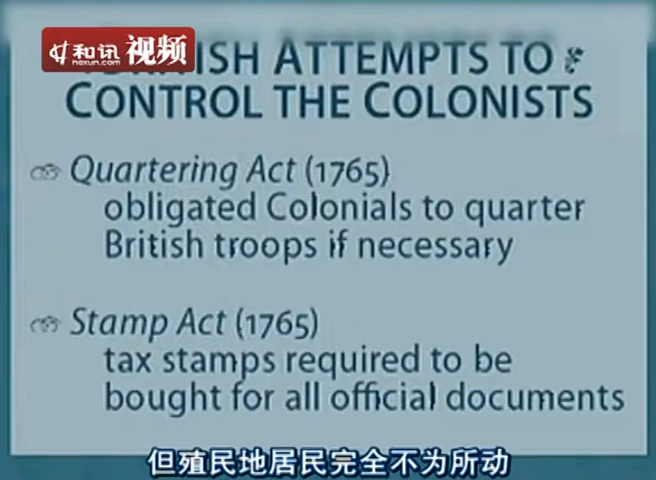 和讯视频
hexun.com
BRITISH ATTEMPTS TO
CONTROL THE COLONISTS
Quartering Act (1765)
obligated Colonials to quarter
British troops if necessary
Stamp Act (1765)
tax stamps required to be
bought for all official documents
但殖民地居民完全不为所动